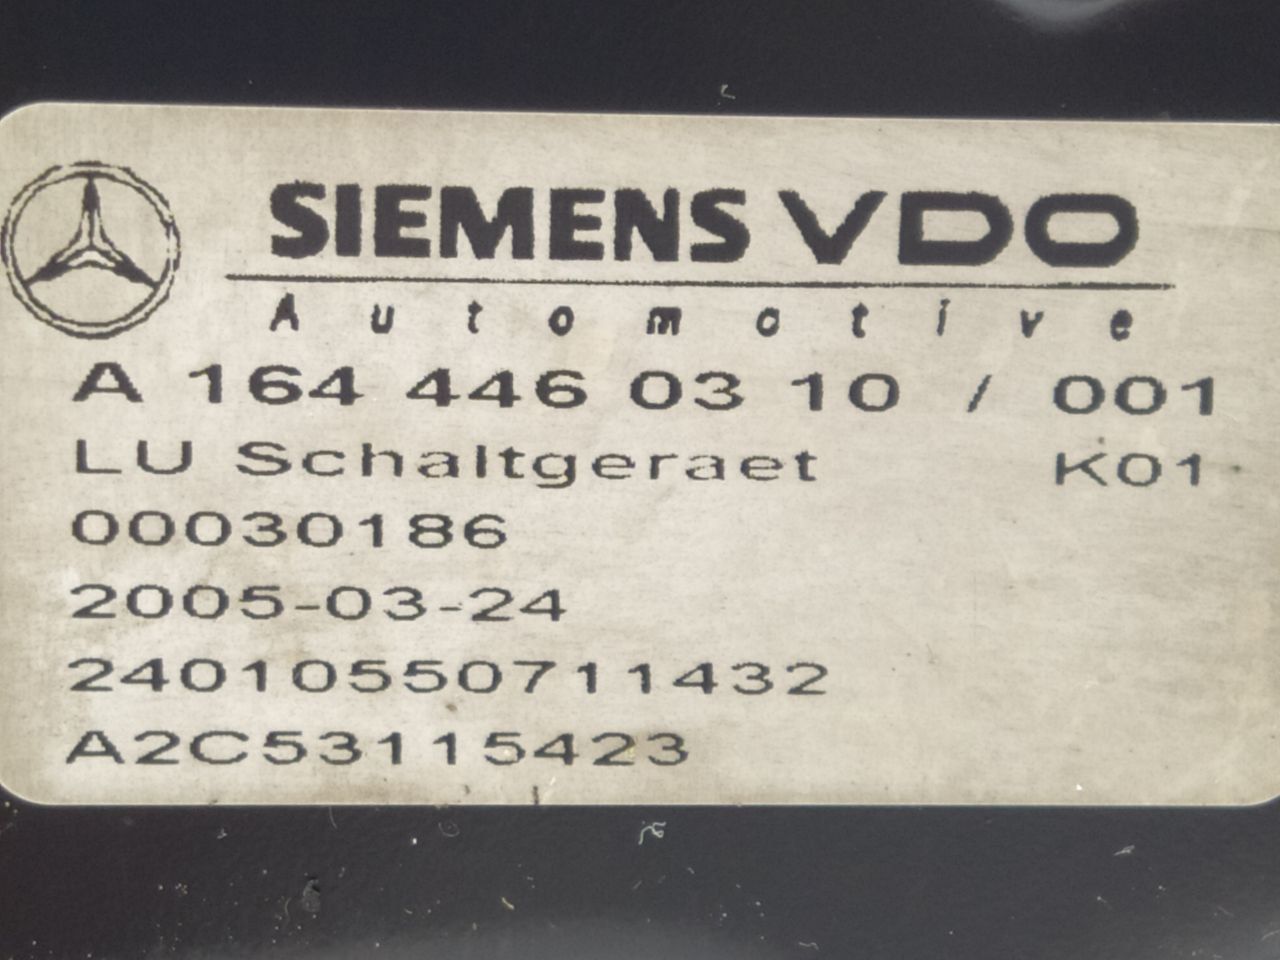 SIEMENS VDO
Automotive
A 164 446 03 10 / 001
LU Schaltgeraet K01
00030186
2005-03-24
24010550711432
A2C53115423